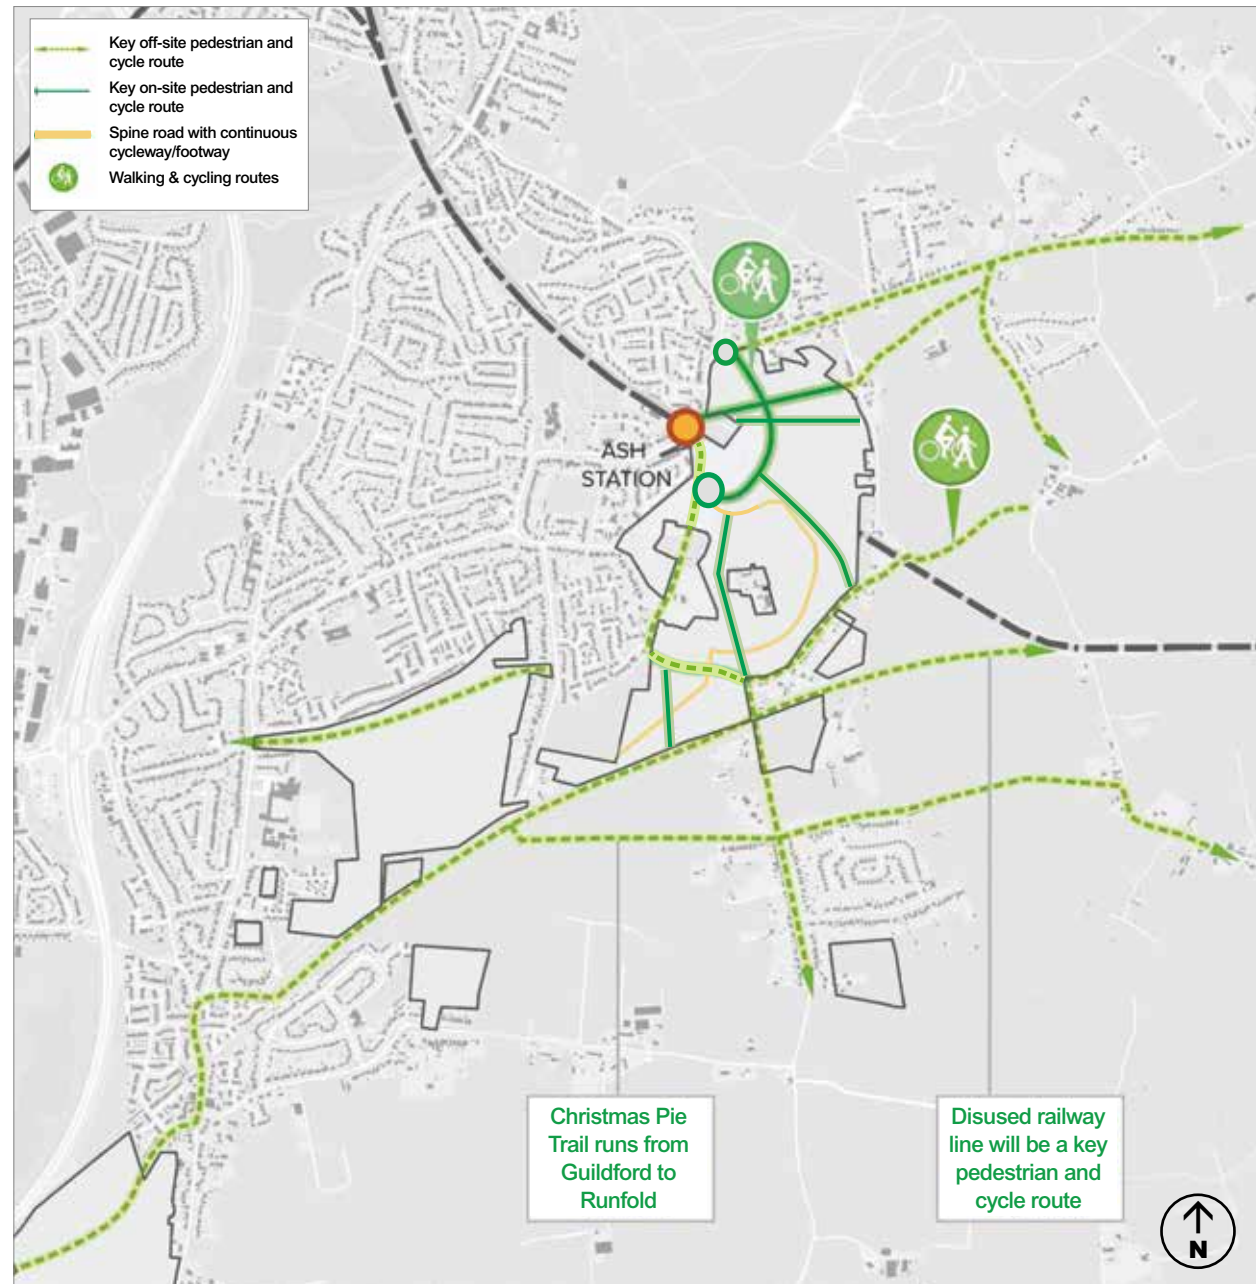 Key off-site pedestrian and
cycle route
Key on-site pedestrian and
cycle route
Spine road with continuous
cycleway/footway
Walking & cycling routes
ASH
STATION
Christmas Pie
Trail runs from
Guildford to
Runfold
Disused railway
line will be a key
pedestrian and
cycle route
N